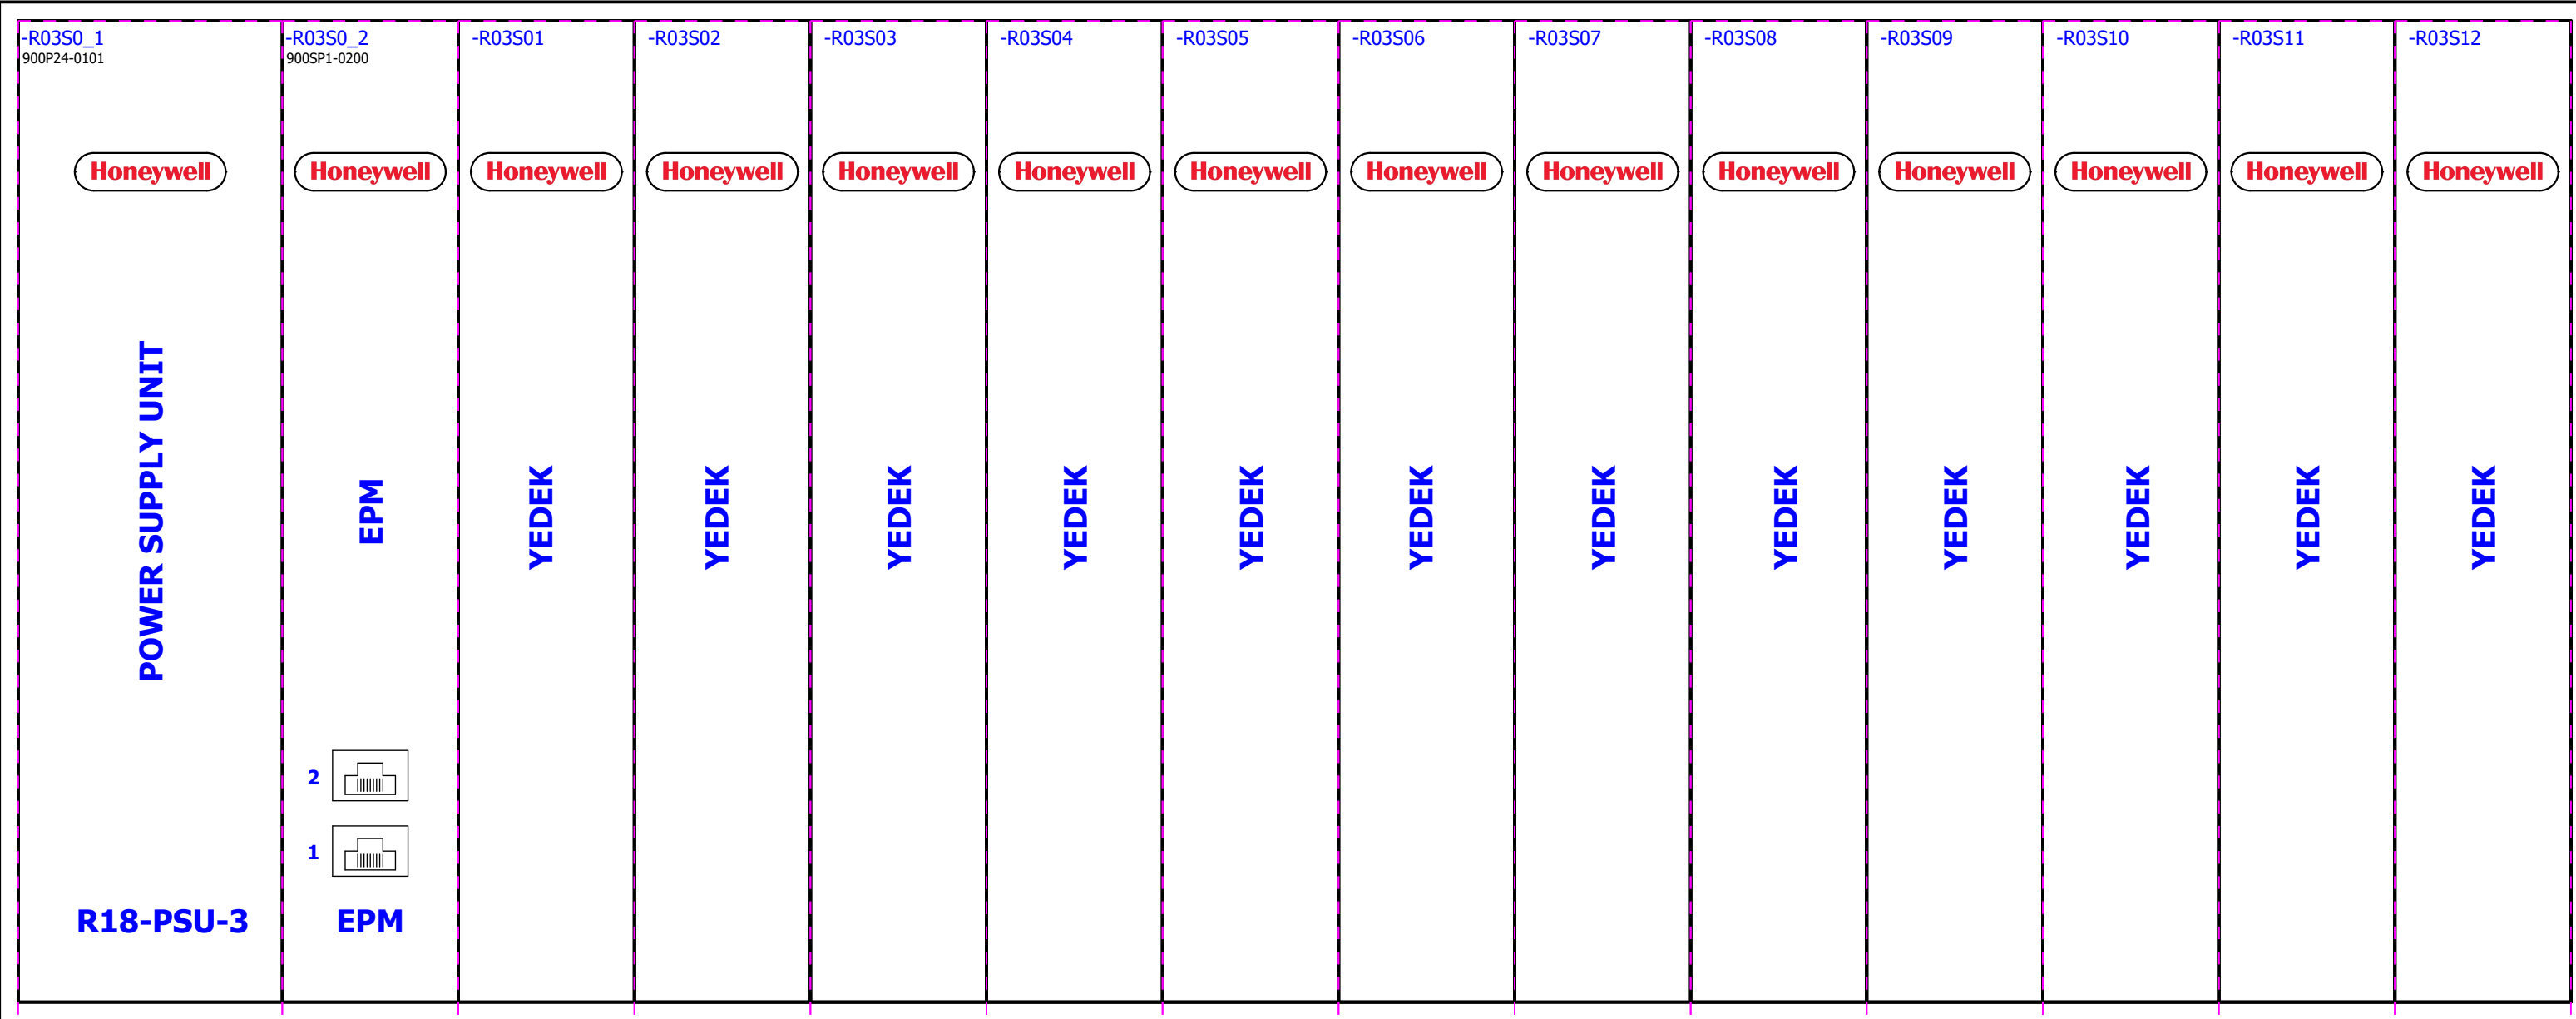 -R03S0_1
900P24-0101
Honeywell
POWER SUPPLY UNIT
R18-PSU-3
-R03S0_2
900SP1-0200
Honeywell
EPM
2
1
EPM
-R03S01
Honeywell
YEDEK
-R03S02
Honeywell
YEDEK
-R03S03
Honeywell
YEDEK
-R03S04
Honeywell
YEDEK
-R03S05
Honeywell
YEDEK
-R03S06
Honeywell
YEDEK
-R03S07
Honeywell
YEDEK
-R03S08
Honeywell
YEDEK
-R03S09
Honeywell
YEDEK
-R03S10
Honeywell
YEDEK
-R03S11
Honeywell
YEDEK
-R03S12
Honeywell
YEDEK